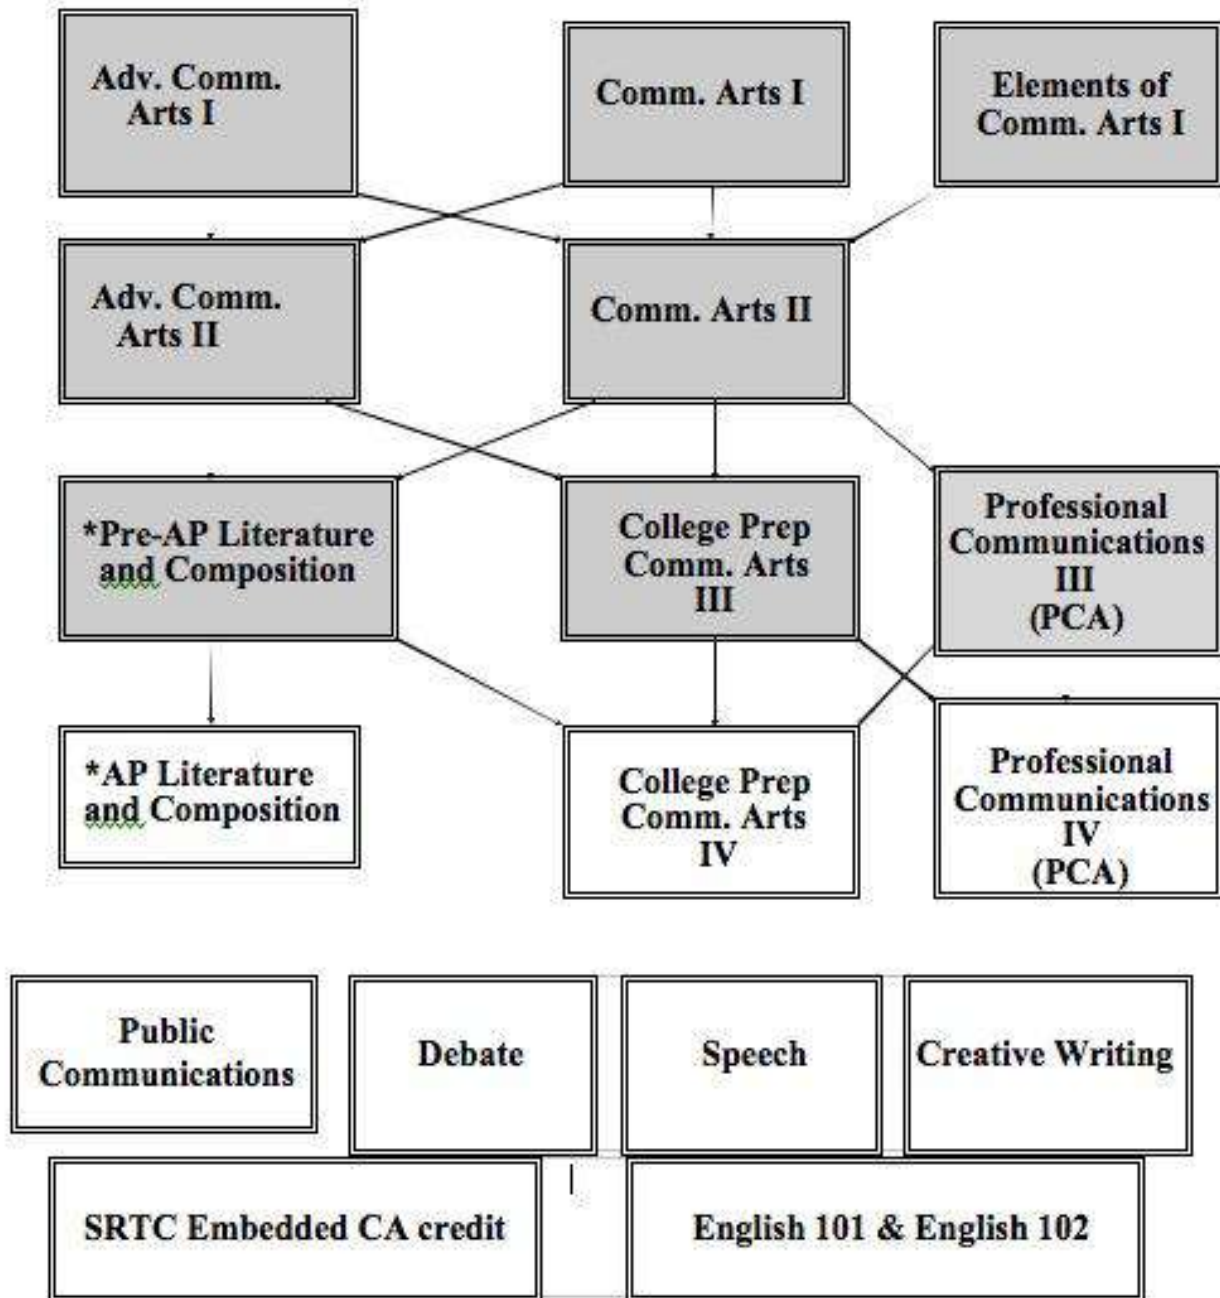 Adv. Comm.
Arts I
Comm. Arts I
Elements of
Comm. Arts I
Adv. Comm.
Arts II
Comm. Arts II
*Pre-AP Literature
and Composition
College Prep
Comm. Arts
III
Professional
Communications
III
(PCA)
*AP Literature
and Composition
College Prep
Comm. Arts
IV
Professional
Communications
IV
(PCA)
Public
Communications
Debate
Speech
Creative Writing
SRTC Embedded CA credit
English 101 & English 102